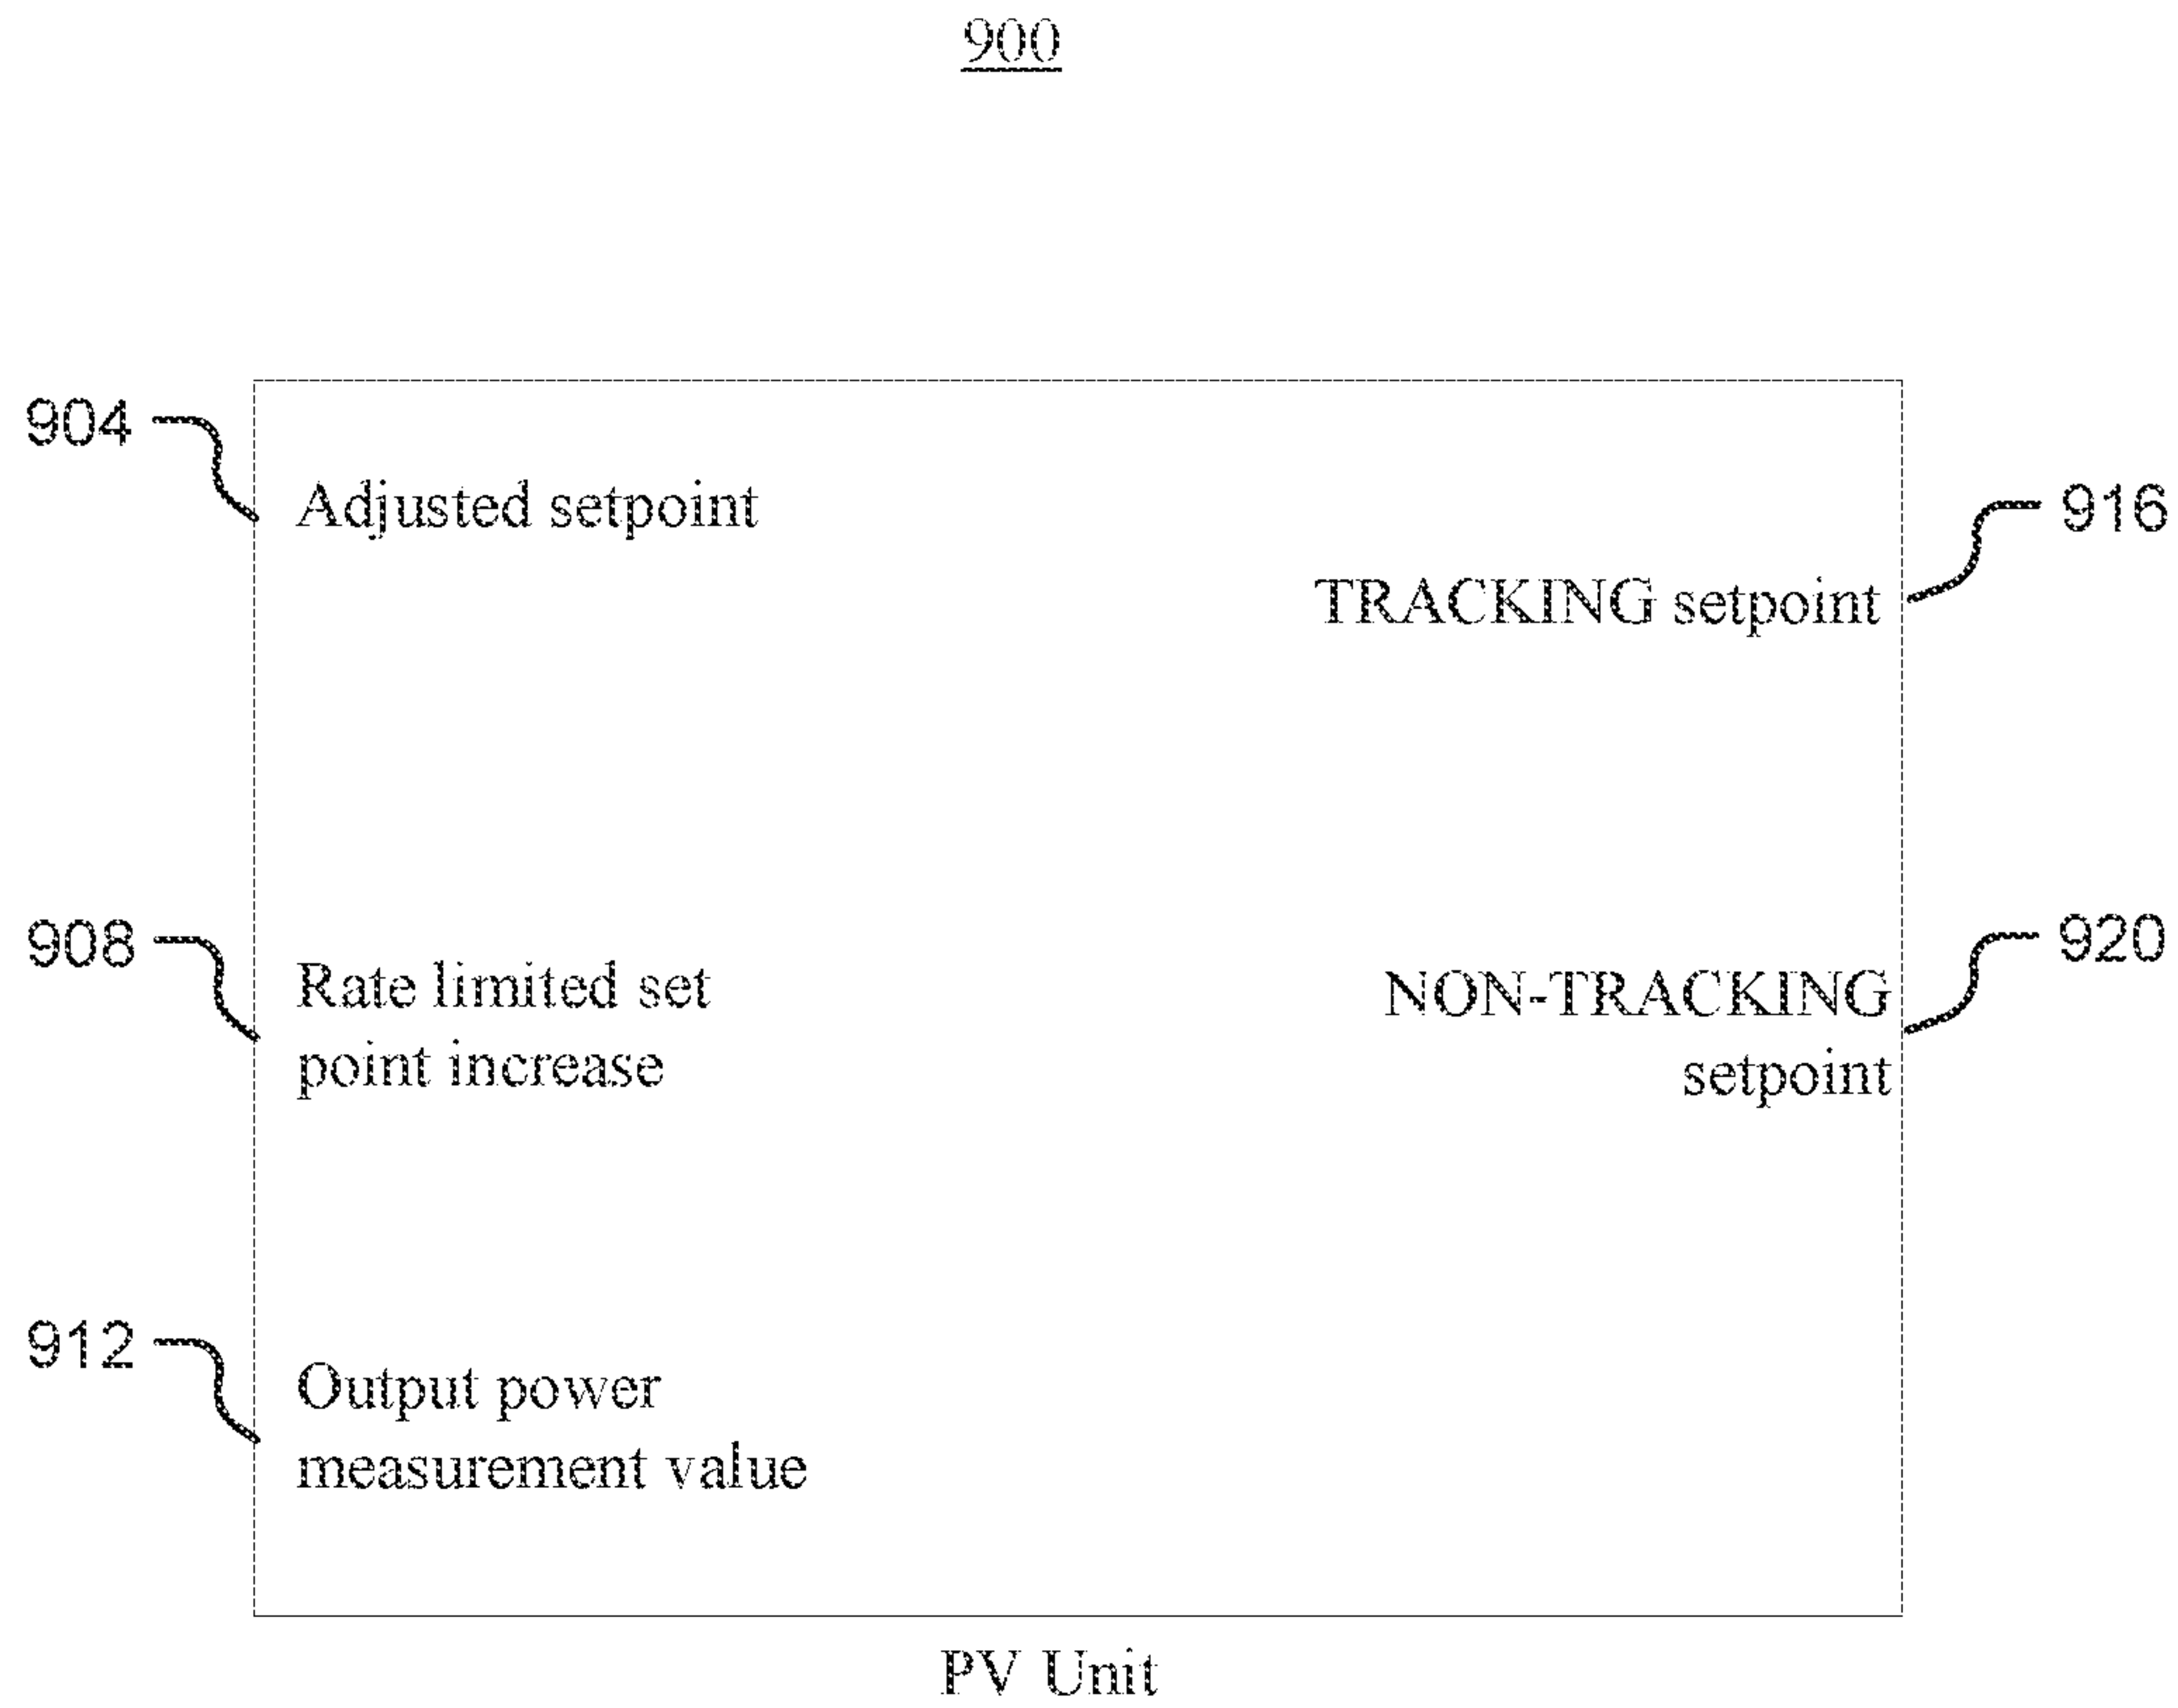 900
904
Adjusted setpoint
916
TRACKING setpoint
908
Rate limited set
point increase
920
NON-TRACKING
setpoint
912
Output power
measurement value
PV Unit